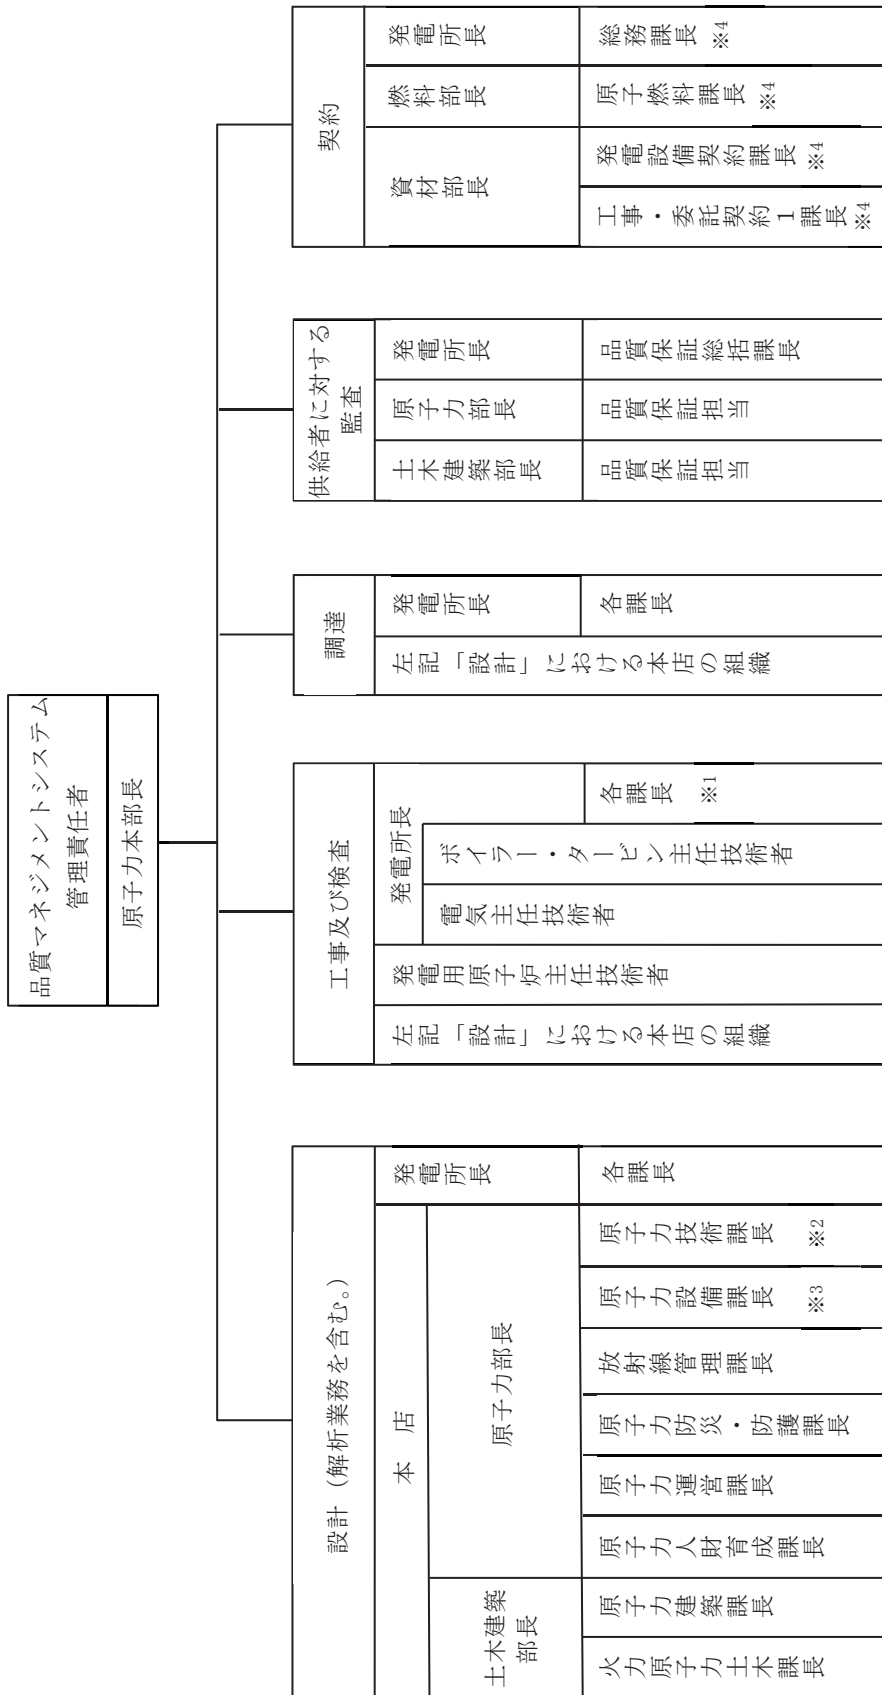 品質マネジメントシステム
管理責任者
原子力本部長
設計（解析業務を含む。）
本 店
土木建築
部長
火力原子力土木課長
原子力建築課長
原子力部長
原子力人財育成課長
原子力運営課長
原子力防災・防護課長
放射線管理課長
原子力設備課長 ※3
原子力技術課長 ※2
発電所長
各課長
工事及び検査
左記「設計」における本店の組織
発電用原子炉主任技術者
発電所長
電気主任技術者
ボイラー・タービン主任技術者
各課長 ※1
調達
左記「設計」における本店の組織
発電所長
各課長
供給者に対する
監査
土木建築部長
品質保証担当
原子力部長
品質保証担当
発電所長
品質保証総括課長
契約
資材部長
工事・委託契約１課長※4
発電設備契約課長 ※4
燃料部長
原子燃料課長 ※4
発電所長
総務課長 ※4